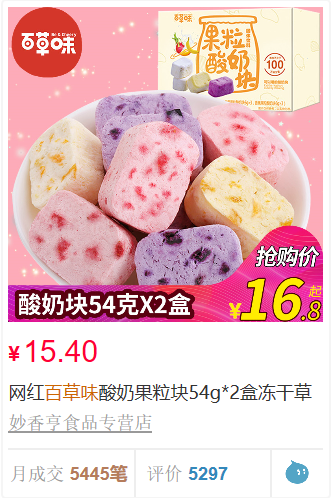 百草味
Be & Cheery
果粒
酸奶块
100
酸奶块54克X2盒
抢购价
¥16.8起
¥15.40
网红百草味酸奶果粒块54g*2盒冻干草
妙香亨食品专营店
月成交 5445笔
评价 5297